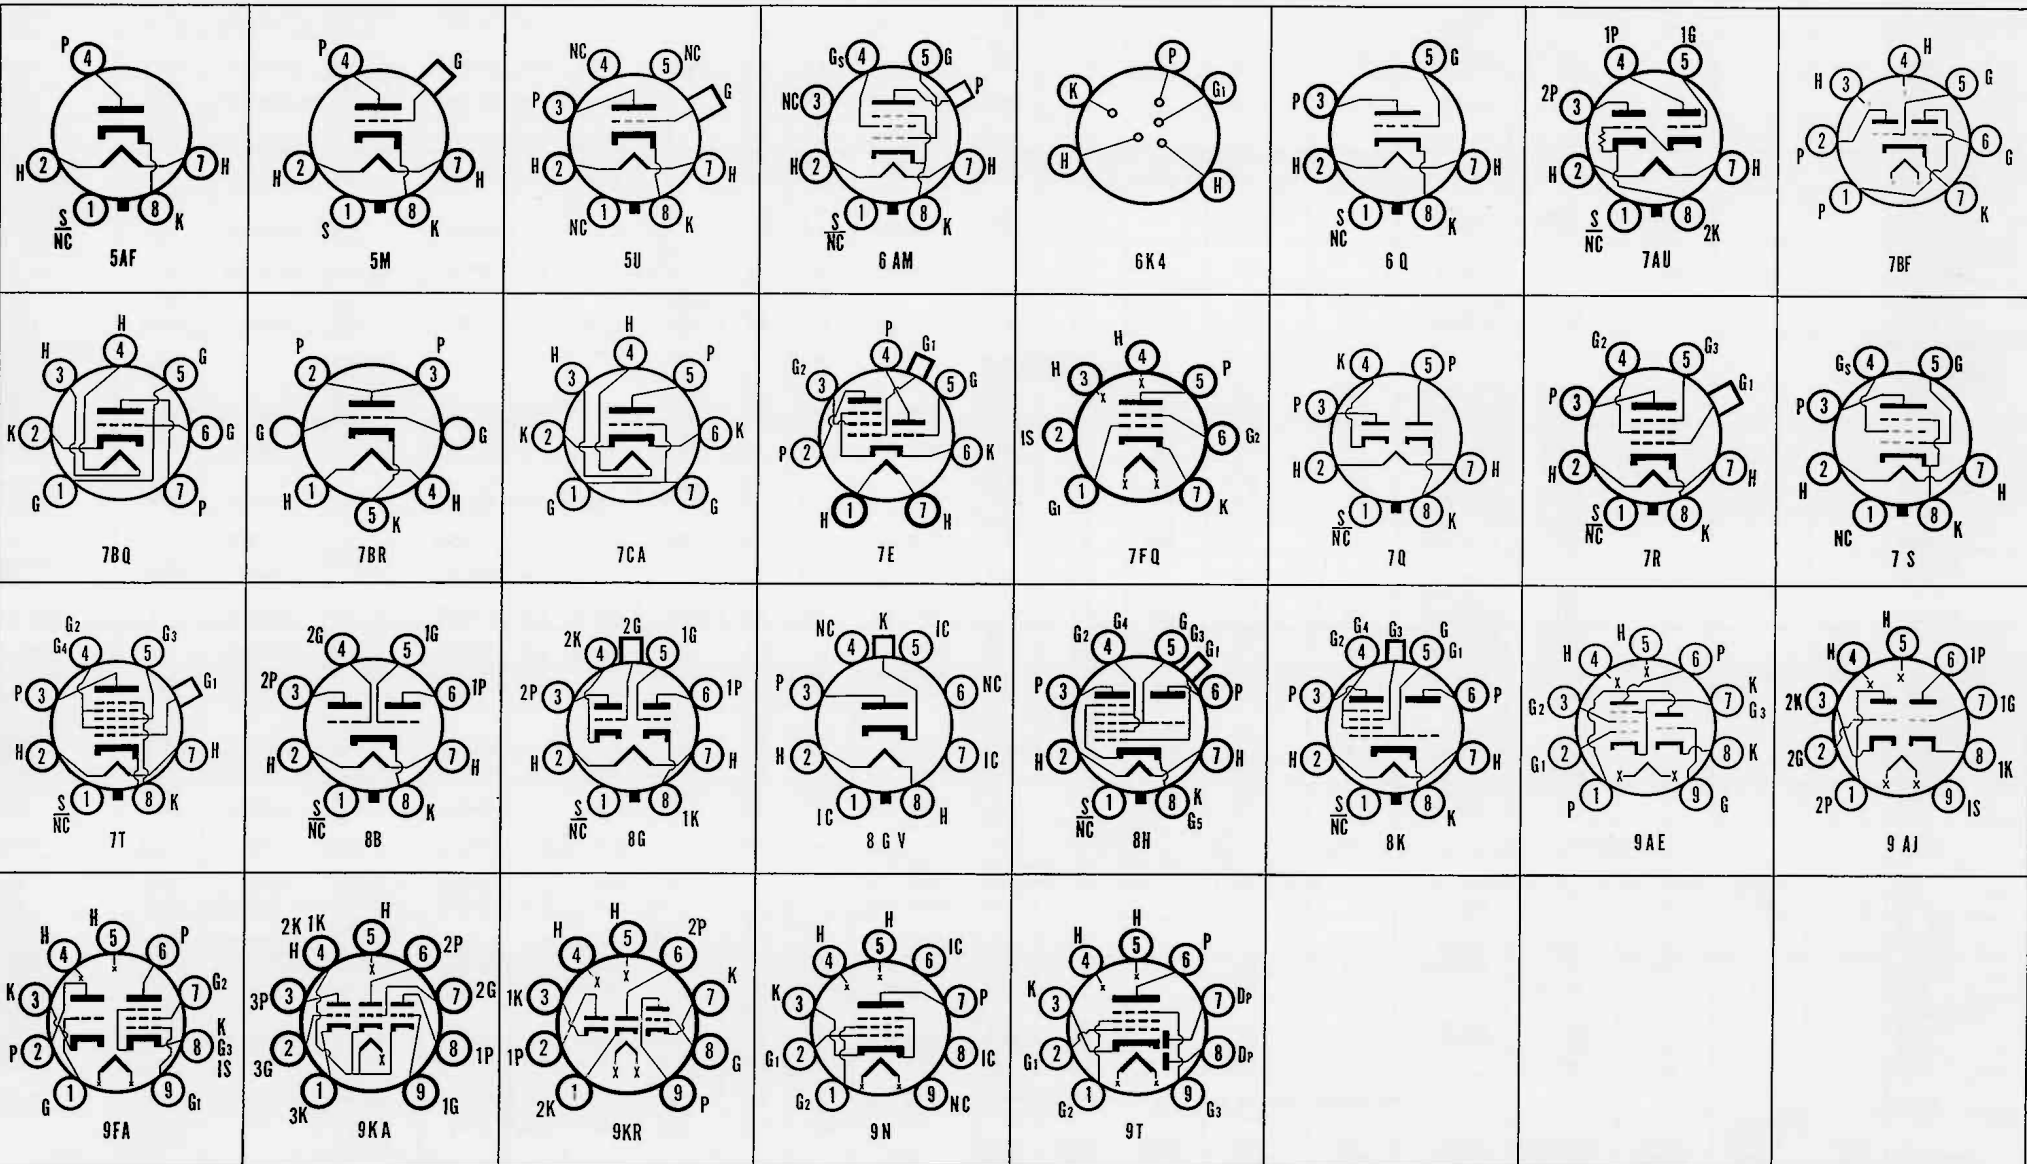 P 4
H 2 7 H
S 1 8 K
NC
5AF
P 4 G
H 2 7 H
S 1 8 K
5M
NC 4 5 NC
P 3 G
H 2 7 H
NC 1 8 K
5U
GS 4 5 G
NC 3 P
H 2 7 H
S 1 8 K
NC
6AM
P
K G1
H H
6K4
5 G
P 3
H 2 7 H
S 1 8 K
NC
6Q
1P 1G
4 5
2P 3
H 2 7 H
S 1 8 2K
NC
7AU
H
4
H 3 5 G
P 2 6 G
P 1 7 K
7BF
H
4
H 3 5 G
K 2 6 G
G 1 7 P
7BQ
P P
2 3
G G
H 1 4 H
5 K
7BR
H
4
H 3 5 P
K 2 6 K
G 1 7 G
7CA
P G1
4
G2 3 5 G
P 2 6 K
H 1 7 H
7E
H
4
H 3 5 P
IS 2 6 G2
G1 1 7 K
7FQ
K 4 5 P
P 3
H 2 7 H
S 1 8 K
NC
7Q
G2 4 5 G3
P 3 G1
H 2 7 H
S 1 8 K
NC
7R
GS 4 5 G
P 3
H 2 7 H
NC 1 8 K
7S
G2
G4 4 5 G3
P 3 G1
H 2 7 H
S 1 8 K
NC
7T
2G 4 5 1G
2P 3 6 1P
H 2 7 H
S 1 8 K
NC
8B
2G
2K 4 5 1G
2P 3 6 1P
H 2 7 H
S 1 8 1K
NC
8G
K
NC 4 5 IC
P 3 6 NC
H 2 7 IC
IC 1 8 H
8GV
G4 G
G2 4 5 G3 G1
P 3 6 P
H 2 7 H
S 1 8 K
NC G5
8H
G4 G3 G
G2 4 5 G1
P 3 6 P
H 2 7 H
S 1 8 K
NC
8K
H
5
H 4 6 P
G2 3 7 K G3
G1 2 8 K
P 1 9 G
9AE
H
5
H 4 6 1P
2K 3 7 1G
2G 2 8 1K
2P 1 9 IS
9AJ
H
5
H 4 6 P
K 3 7 G2
P 2 8 K G3 IS
G 1 9 G1
9FA
2K 1K H
H 4 5 6 2P
3P 3 7 2G
3G 2 8 1P
3K 1 9 1G
9KA
H
5 2P
H 4 6
1K 3 7 K
1P 2 8 G
2K 1 9 P
9KR
H
5
H 4 6 IC
K 3 7 P
G1 2 8 IC
G2 1 9 NC
9N
H
5
H 4 6 P
K 3 7 DP
G1 2 8 DP
G2 1 9 G3
9T